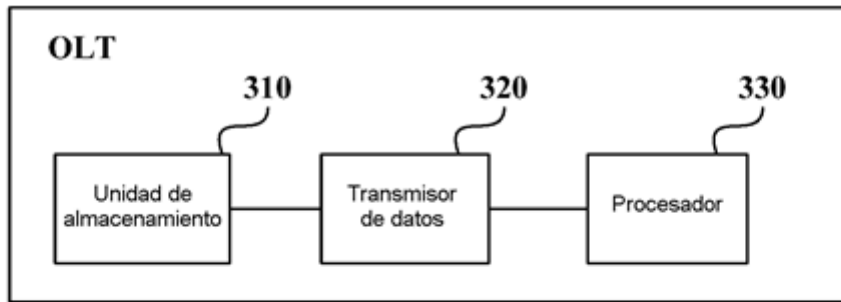 OLT
310
320
330
Unidad de
almacenamiento
Transmisor
de datos
Procesador